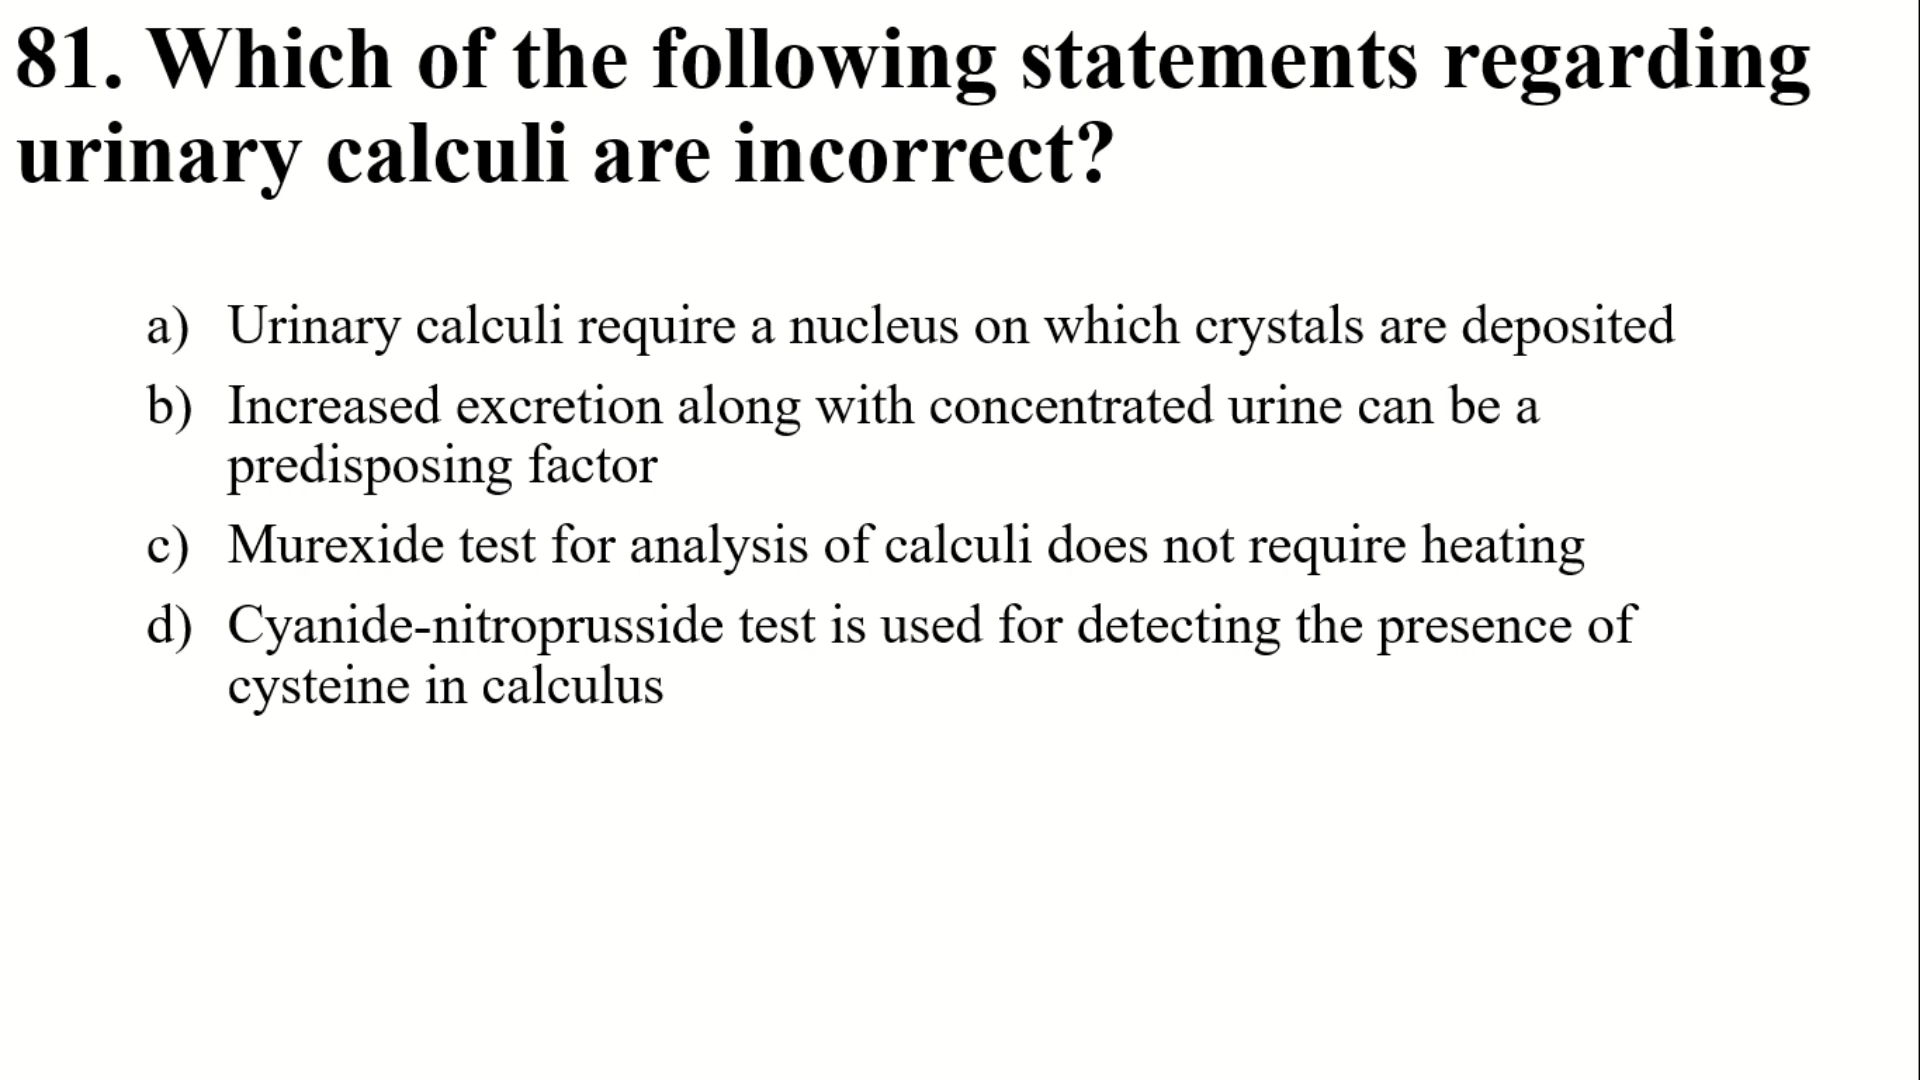 81. Which of the following statements regarding
urinary calculi are incorrect?
a) Urinary calculi require a nucleus on which crystals are deposited
b) Increased excretion along with concentrated urine can be a
predisposing factor
c) Murexide test for analysis of calculi does not require heating
d) Cyanide-nitroprusside test is used for detecting the presence of
cysteine in calculus